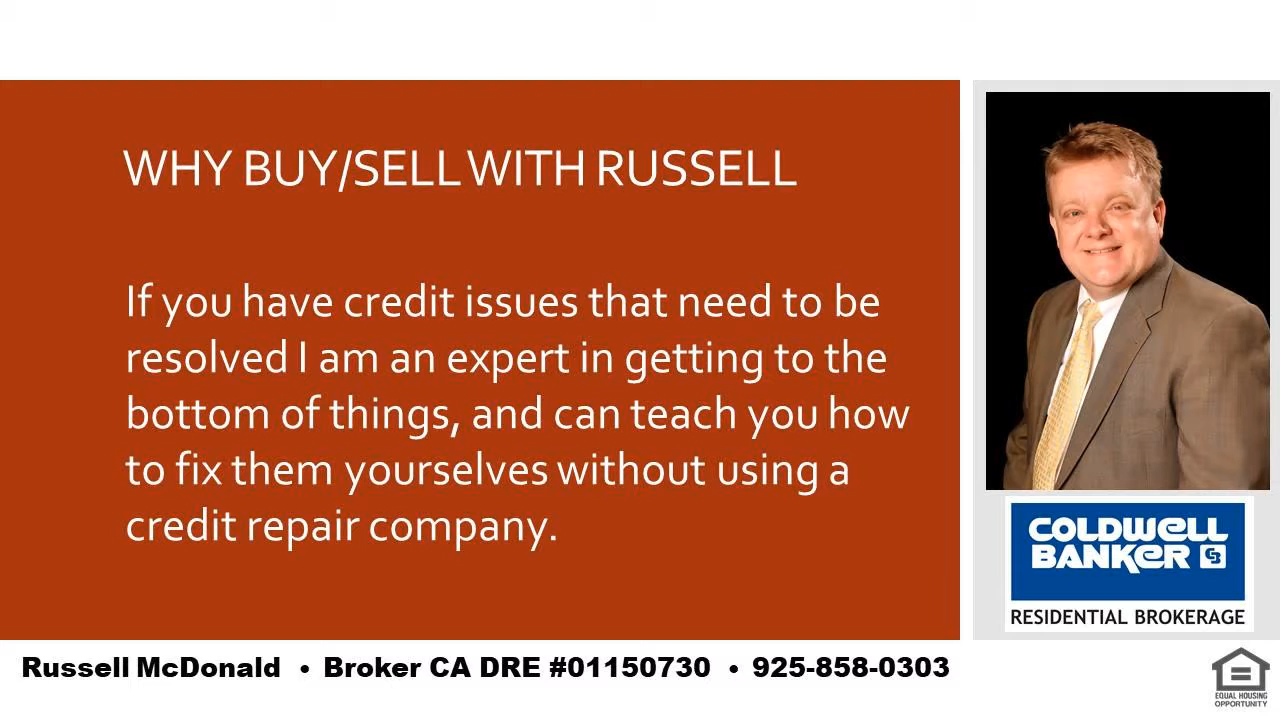 WHY BUY/SELL WITH RUSSELL
If you have credit issues that need to be
resolved I am an expert in getting to the
bottom of things, and can teach you how
to fix them yourselves without using a
credit repair company.
COLDWELL
BANKER CB
RESIDENTIAL BROKERAGE
Russell McDonald • Broker CA DRE #01150730 • 925-858-0303
EQUAL HOUSING
OPPORTUNITY